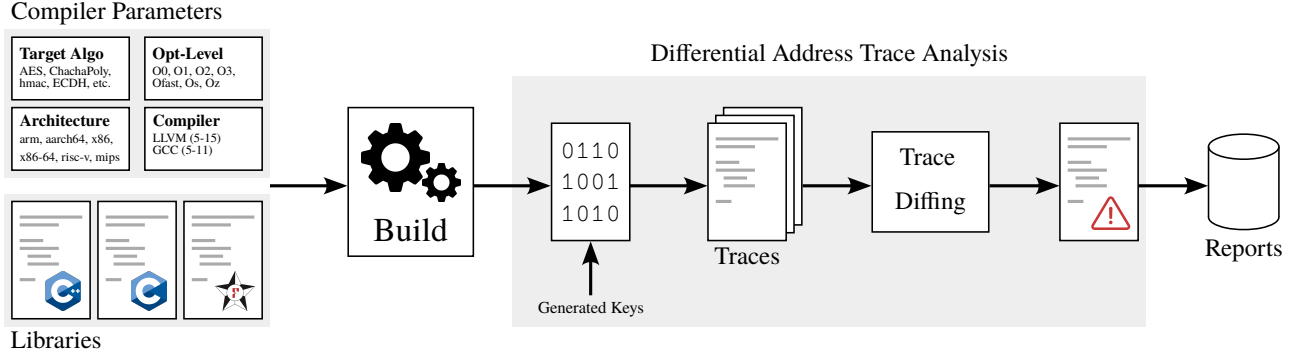 Compiler Parameters
Target Algo
AES, ChachaPoly,
hmac, ECDH, etc.
Opt-Level
O0, O1, O2, O3,
Ofast, Os, Oz
Architecture
arm, aarch64, x86,
x86-64, risc-v, mips
Compiler
LLVM (5-15)
GCC (5-11)
C++
C
F
Libraries
Build
Differential Address Trace Analysis
0110
1001
1010
Generated Keys
Traces
Trace
Diffing
Reports